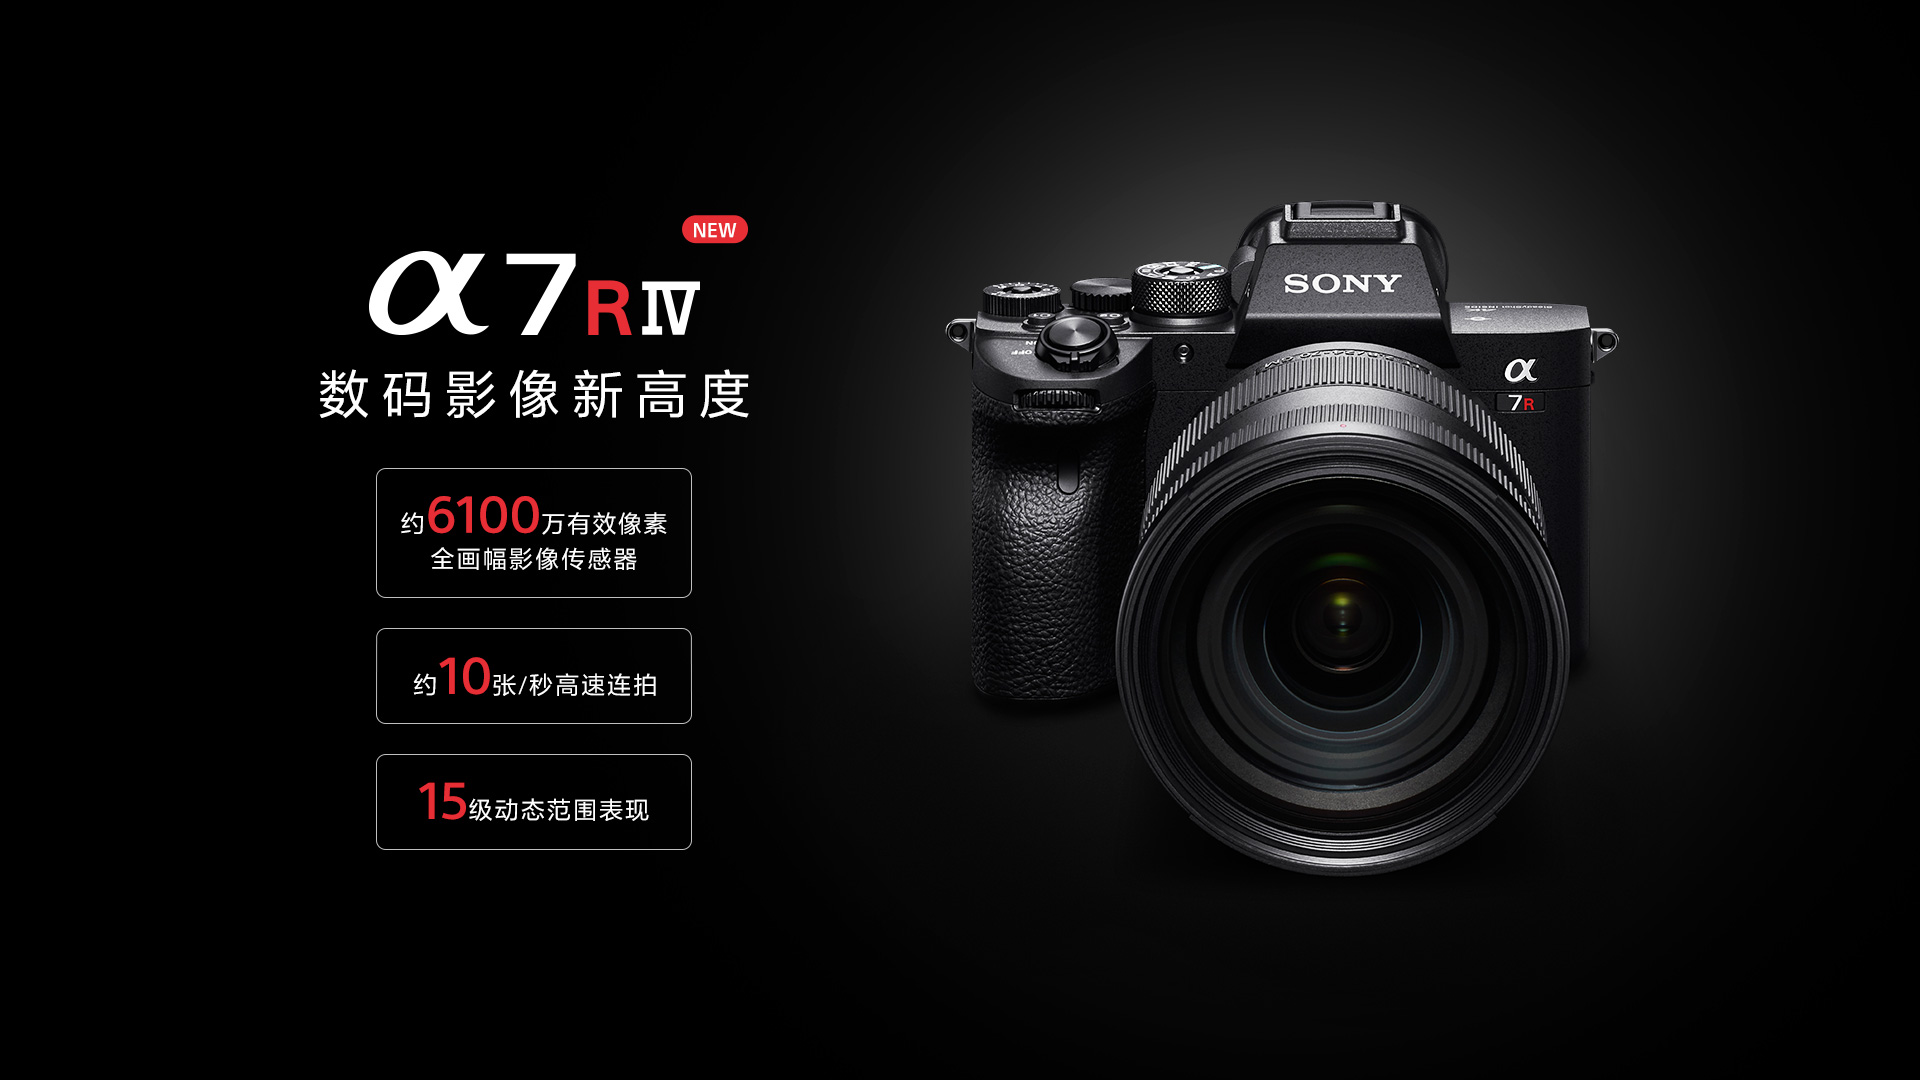 NEW
α7RⅣ
数码影像新高度
约6100万有效像素
全画幅影像传感器
约10张/秒高速连拍
15级动态范围表现
SONY
α
7R